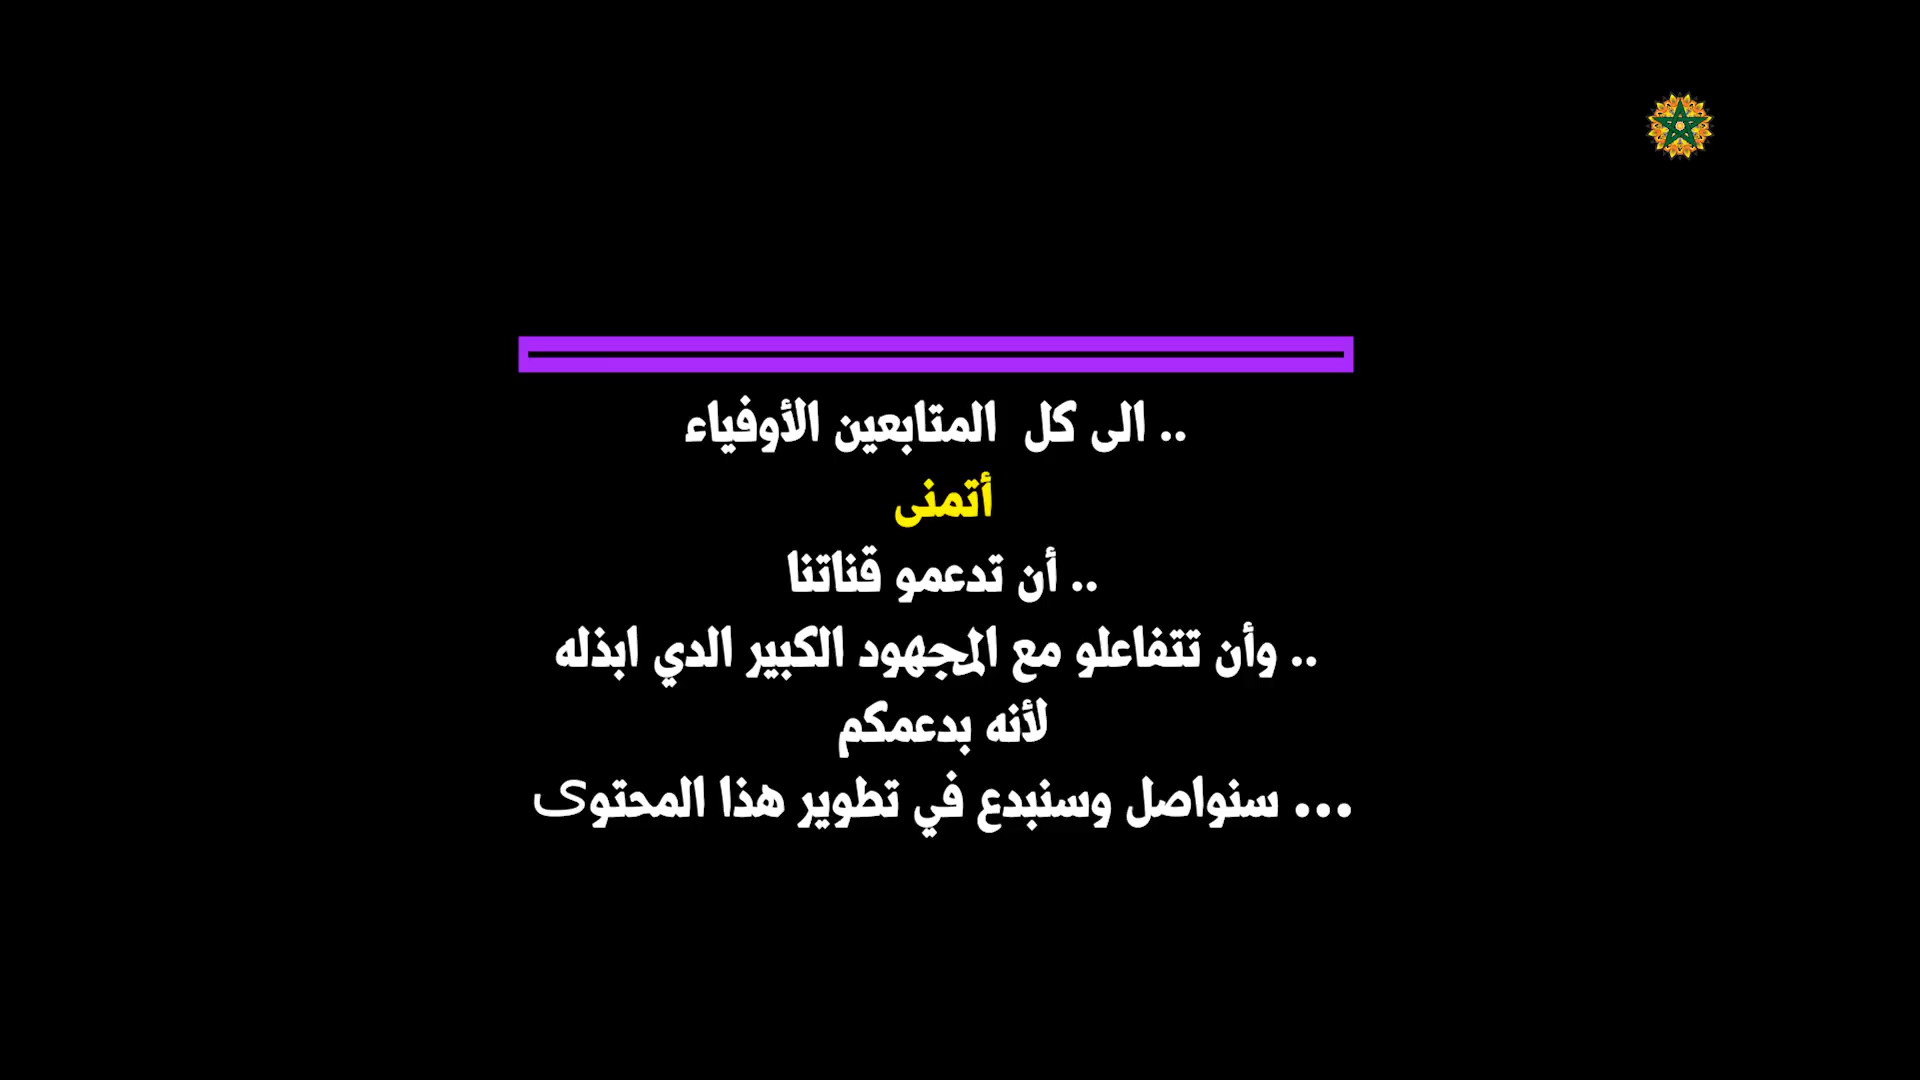 .. الى كل المتابعين الأوفياء
أتمنى
.. أن تدعمو قناتنا
.. وأن تتفاعلو مع المجهود الكبير الدي ابذله
لأنه بدعمكم
... سنواصل وسنبدع في تطوير هذا المحتوى